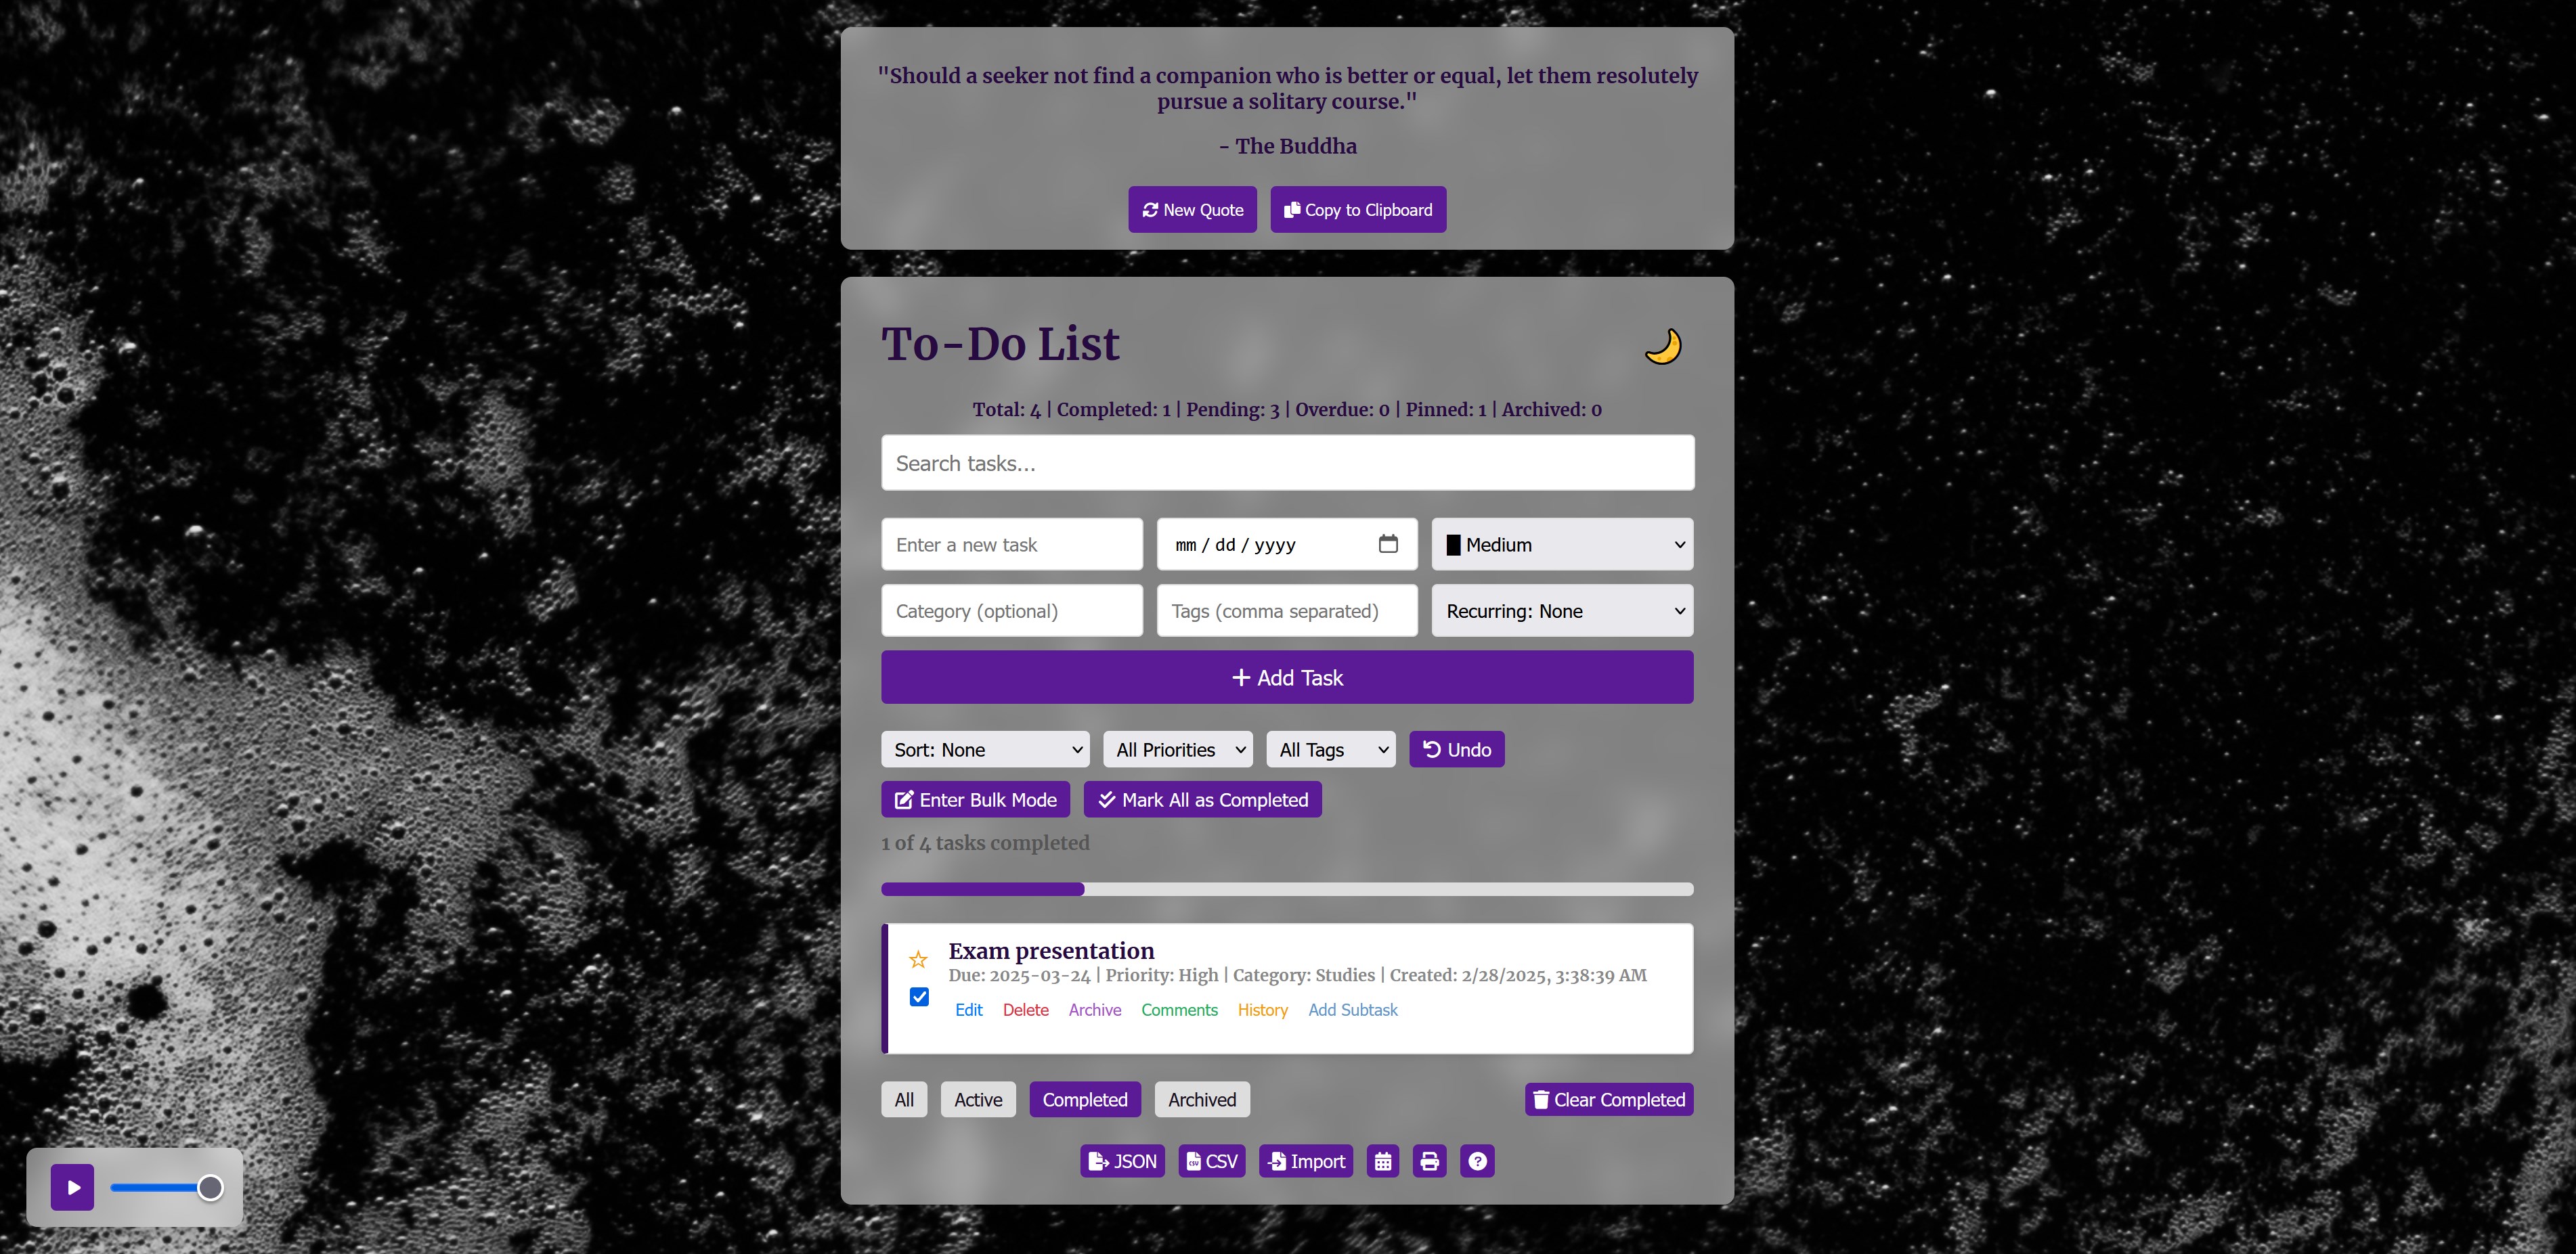 "Should a seeker not find a companion who is better or equal, let them resolutely
pursue a solitary course."
- The Buddha
New Quote
Copy to Clipboard
To-Do List
Total: 4 | Completed: 1 | Pending: 3 | Overdue: 0 | Pinned: 1 | Archived: 0
Search tasks...
Enter a new task
mm / dd / yyyy
Medium
Category (optional)
Tags (comma separated)
Recurring: None
Add Task
Sort: None
All Priorities
All Tags
Undo
Enter Bulk Mode
Mark All as Completed
1 of 4 tasks completed
Exam presentation
Due: 2025-03-24 | Priority: High | Category: Studies | Created: 2/28/2025, 3:38:39 AM
Edit
Delete
Archive
Comments
History
Add Subtask
All
Active
Completed
Archived
Clear Completed
JSON
CSV
Import